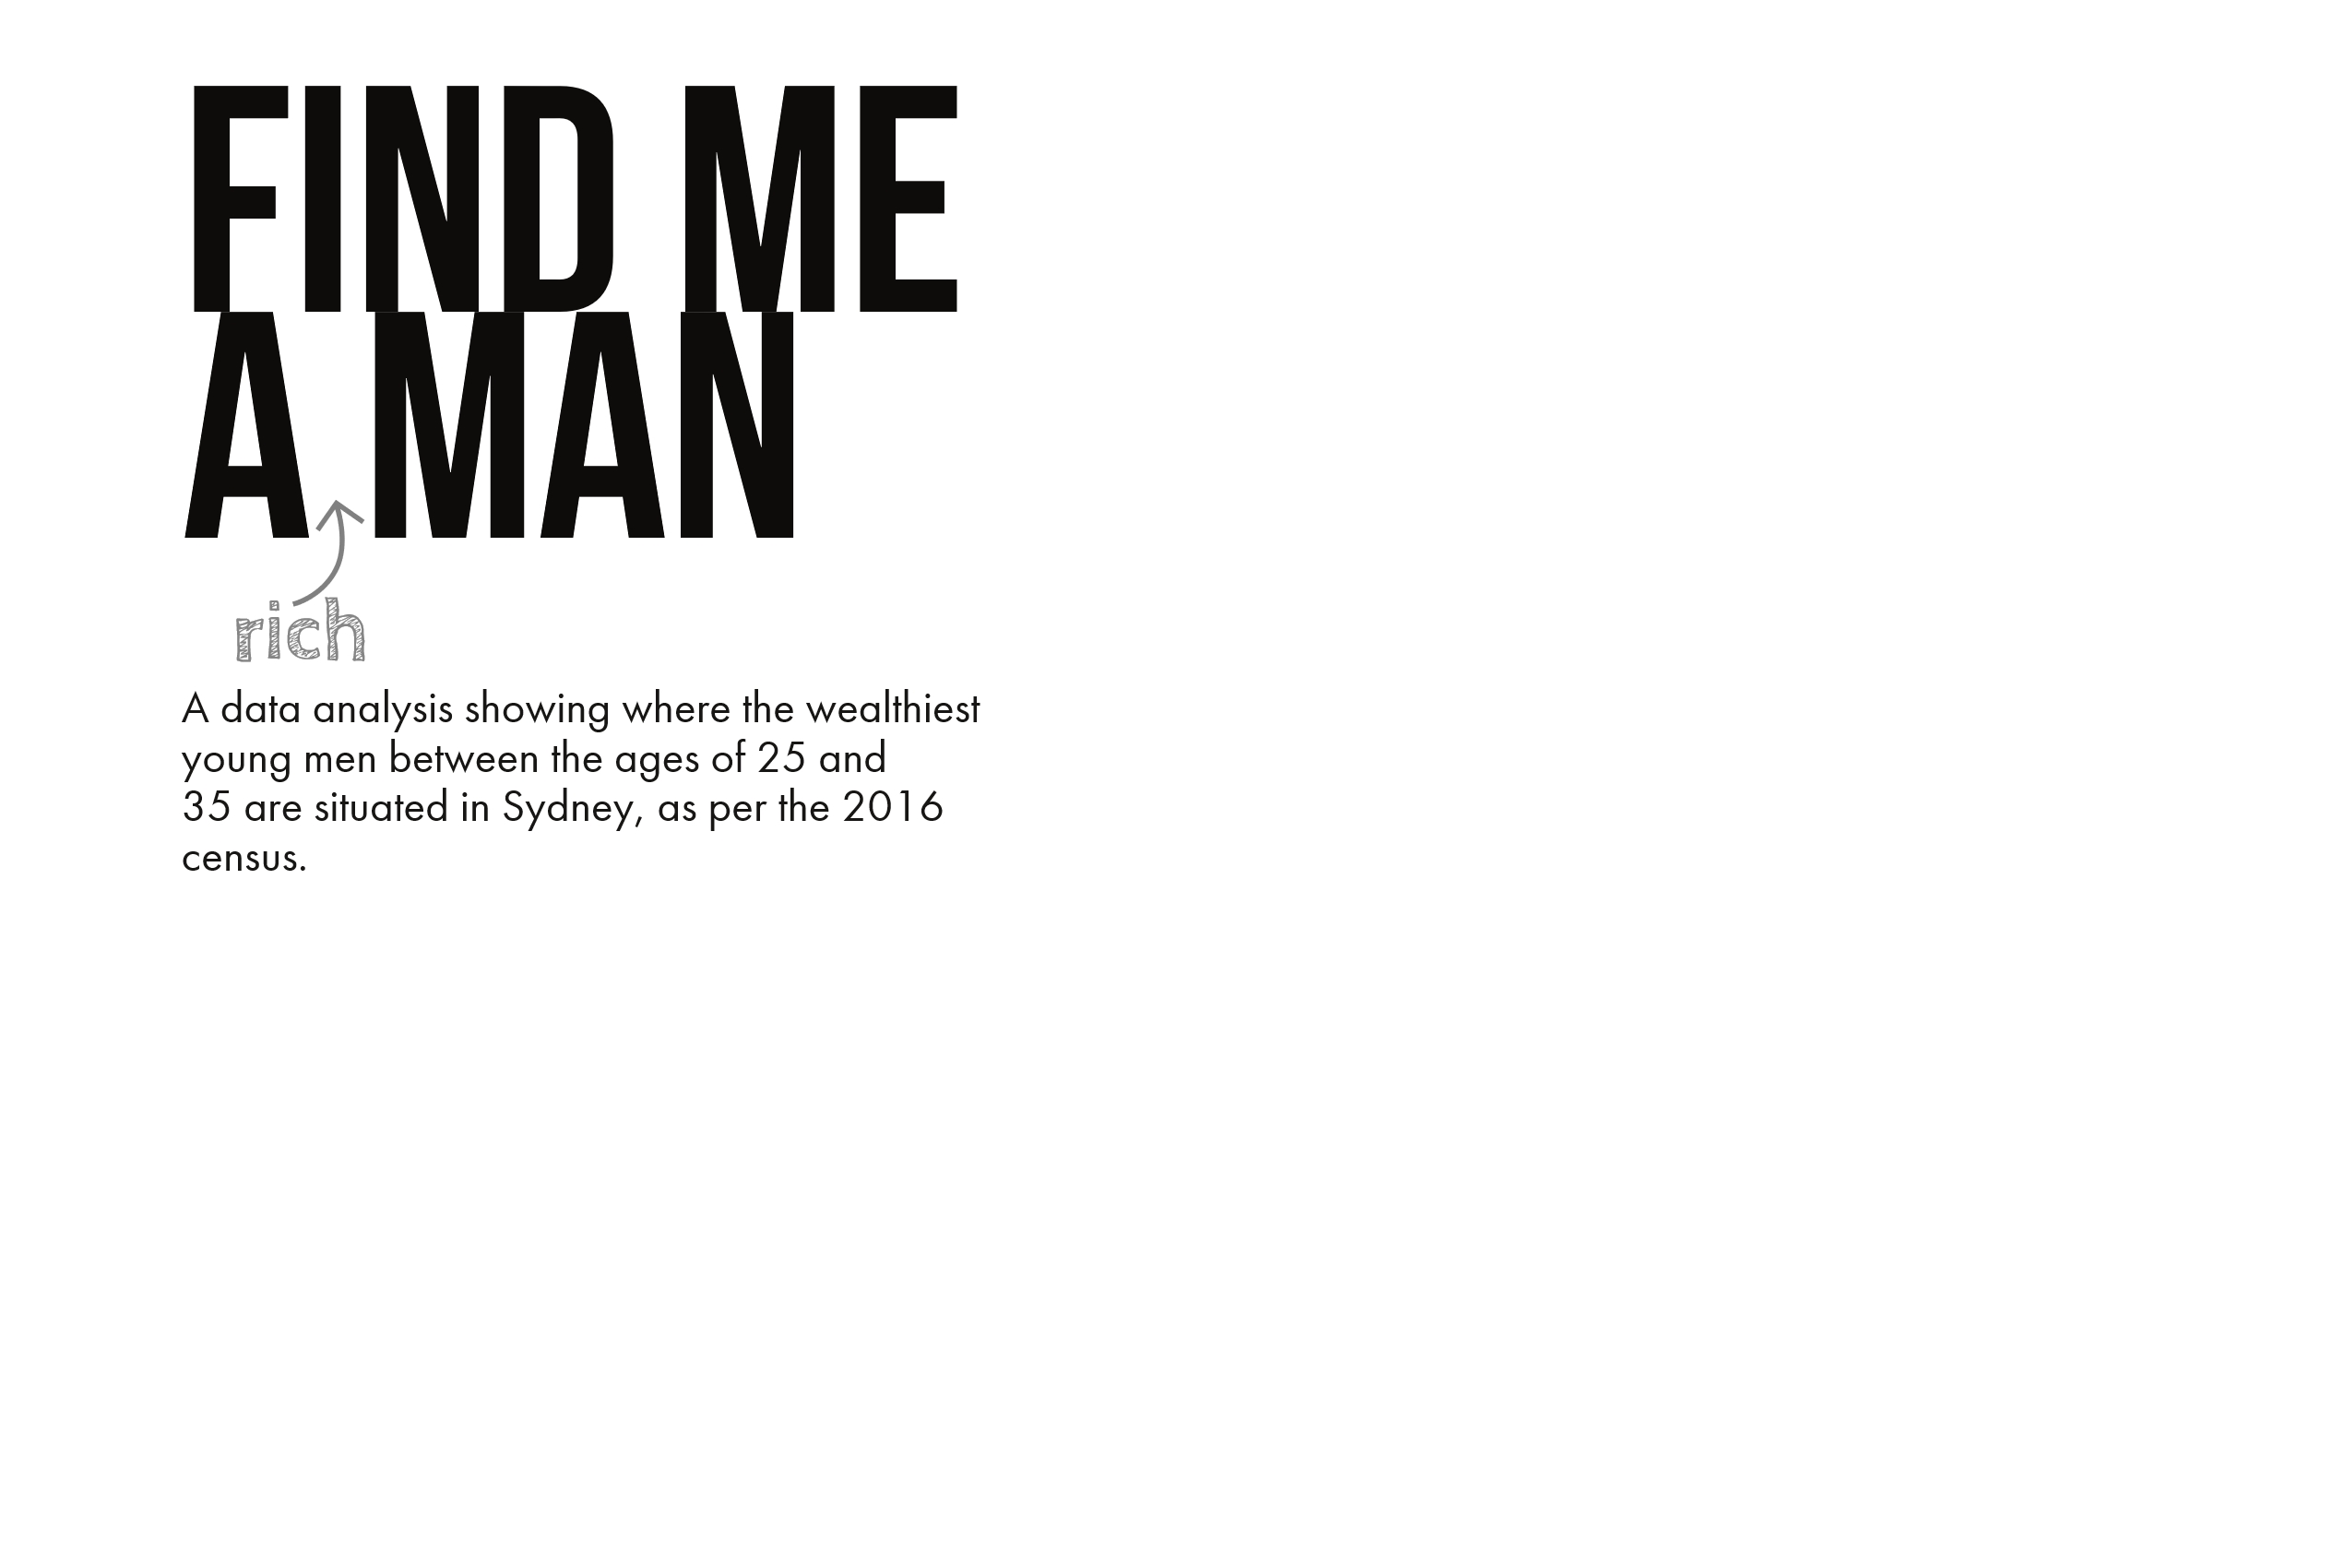 FIND ME
A MAN
rich
A data analysis showing where the wealthiest
young men between the ages of 25 and
35 are situated in Sydney, as per the 2016
census.